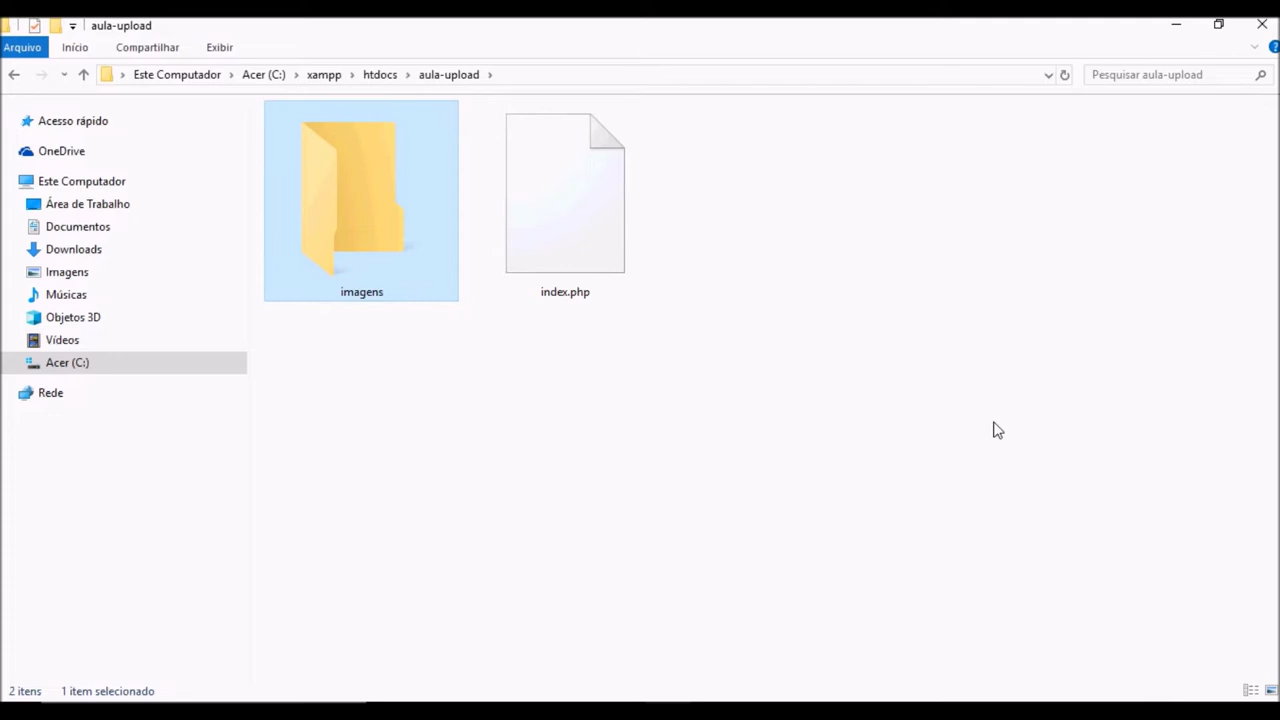 aula-upload
Arquivo Início Compartilhar Exibir
Este Computador Acer (C:) xampp htdocs aula-upload Pesquisar aula-upload
Acesso rápido
OneDrive
Este Computador
Área de Trabalho
Documentos
Downloads
Imagens
Músicas
Objetos 3D
Vídeos
Acer (C:)
Rede
imagens index.php
2 itens 1 item selecionado